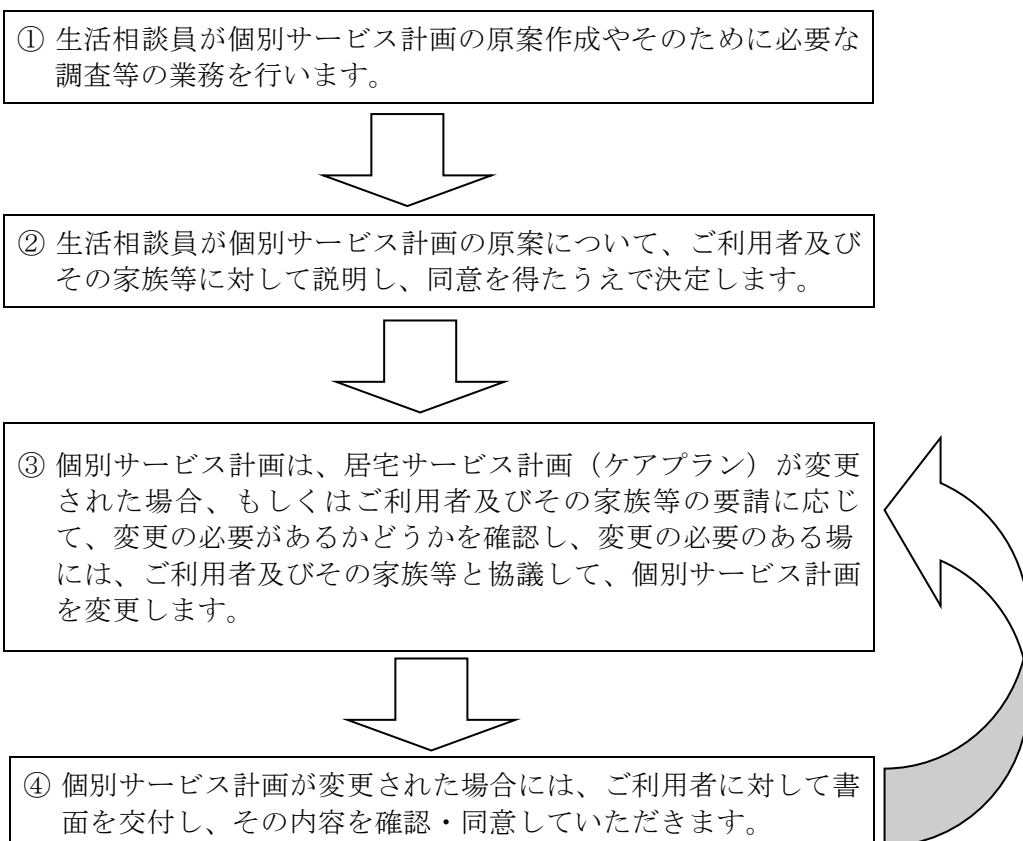 ① 生活相談員が個別サービス計画の原案作成やそのために必要な
調査等の業務を行います。
② 生活相談員が個別サービス計画の原案について、ご利用者及び
その家族等に対して説明し、同意を得たうえで決定します。
③ 個別サービス計画は、居宅サービス計画（ケアプラン）が変更
された場合、もしくはご利用者及びその家族等の要請に応じ
て、変更の必要があるかどうかを確認し、変更の必要のある場
には、ご利用者及びその家族等と協議して、個別サービス計画
を変更します。
④ 個別サービス計画が変更された場合には、ご利用者に対して書
面を交付し、その内容を確認・同意していただきます。